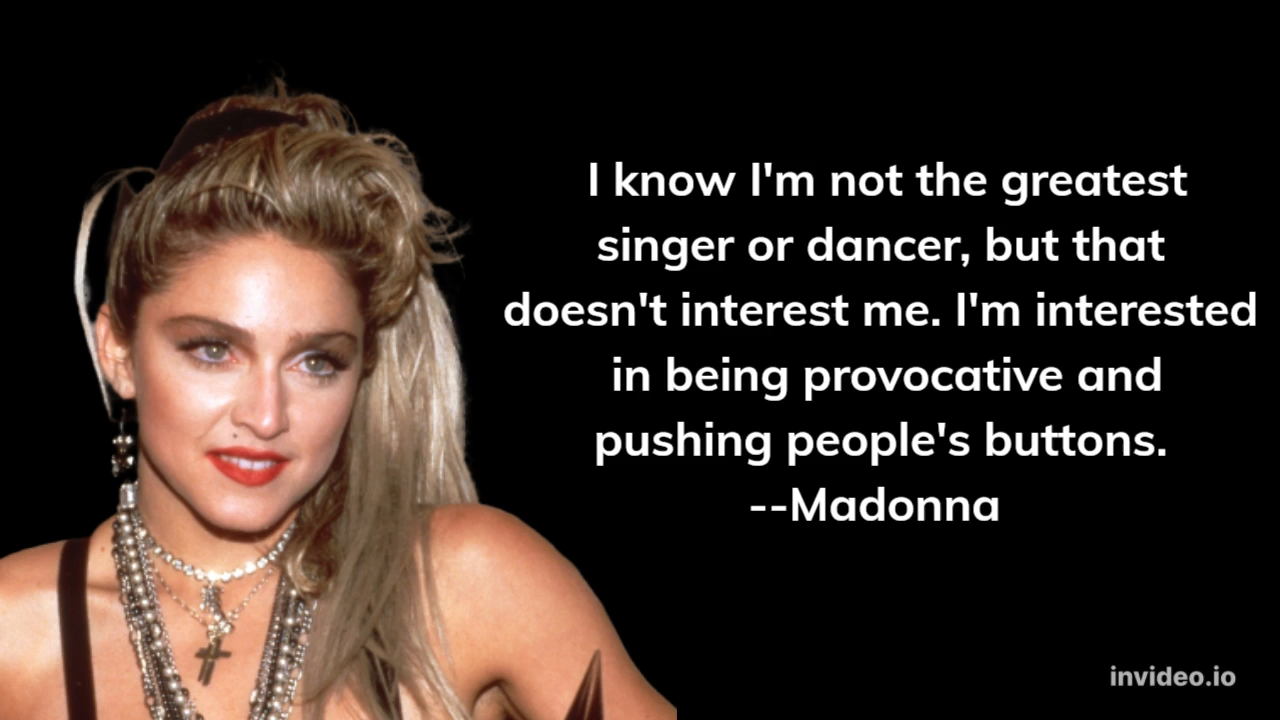 I know I'm not the greatest
singer or dancer, but that
doesn't interest me. I'm interested
in being provocative and
pushing people's buttons.
--Madonna
invideo.io